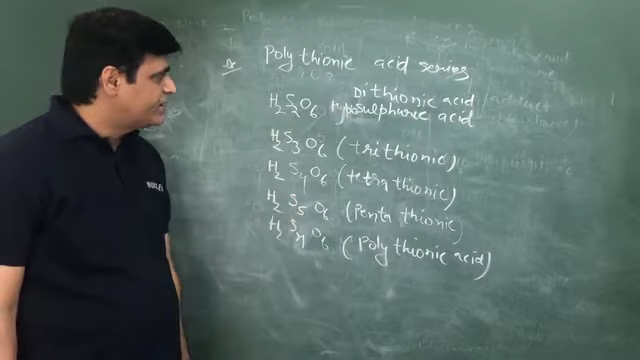 Poly thionic acid series
H2S2O6 Dithionic acid
Hyposulphuric acid
H2S3O6 (trithionic)
H2S4O6 (tetra thionic)
H2S5O6 (Penta thionic)
H2SnO6 (Poly thionic acid)